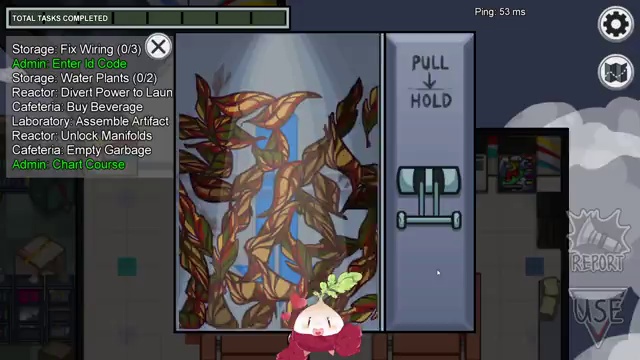 TOTAL TASKS COMPLETED
Ping: 53 ms
Storage: Fix Wiring (0/3)
Admin: Enter Id Code
Storage: Water Plants (0/2)
Reactor: Divert Power to Laun
Cafeteria: Buy Beverage
Laboratory: Assemble Artifact
Reactor: Unlock Manifolds
Cafeteria: Empty Garbage
Admin: Chart Course
PULL
HOLD
REPORT
USE